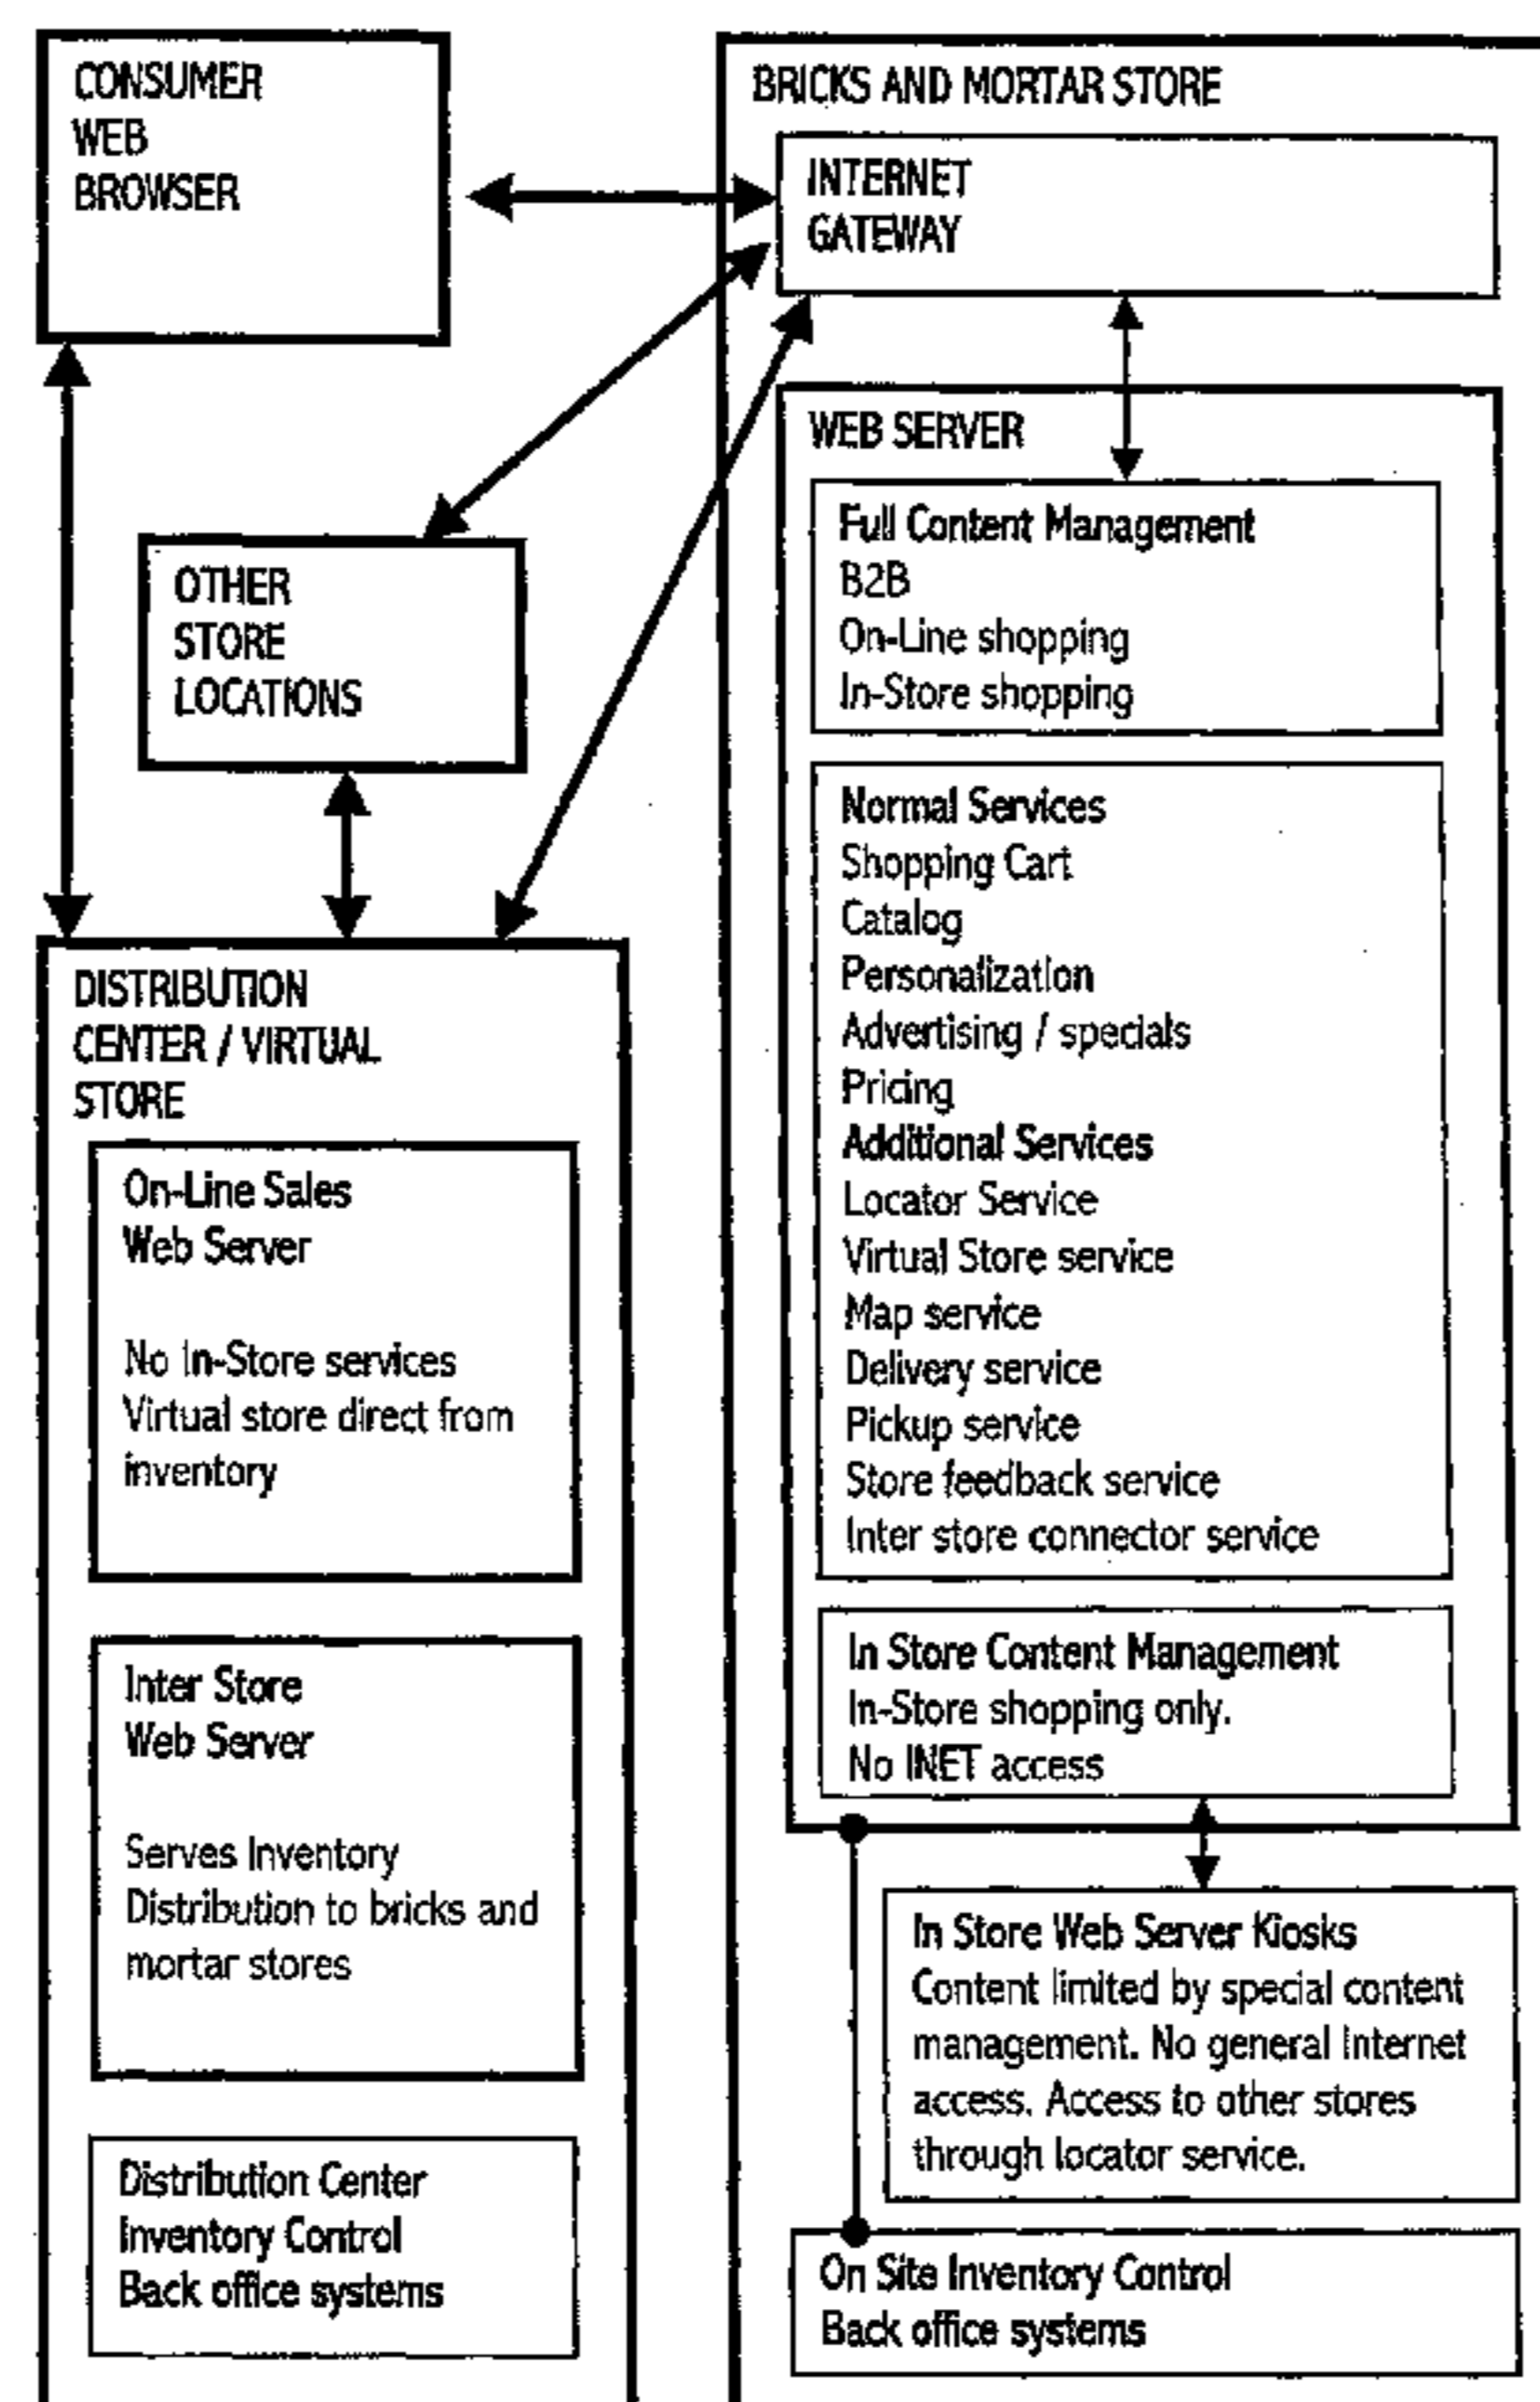 CONSUMER
WEB
BROWSER
BRICKS AND MORTAR STORE
INTERNET
GATEWAY
WEB SERVER
Full Content Management
B2B
On-Line shopping
In-Store shopping
OTHER
STORE
LOCATIONS
Normal Services
Shopping Cart
Catalog
Personalization
Advertising / specials
Pricing
Additional Services
Locator Service
Virtual Store service
Map service
Delivery service
Pickup service
Store feedback service
Inter store connector service
In Store Content Management
In-Store shopping only.
No INET access
In Store Web Server Kiosks
Content limited by special content
management. No general Internet
access. Access to other stores
through locator service.
On Site Inventory Control
Back office systems
DISTRIBUTION
CENTER / VIRTUAL
STORE
On-Line Sales
Web Server
No In-Store services
Virtual store direct from
inventory
Inter Store
Web Server
Serves Inventory
Distribution to bricks and
mortar stores
Distribution Center
Inventory Control
Back office systems